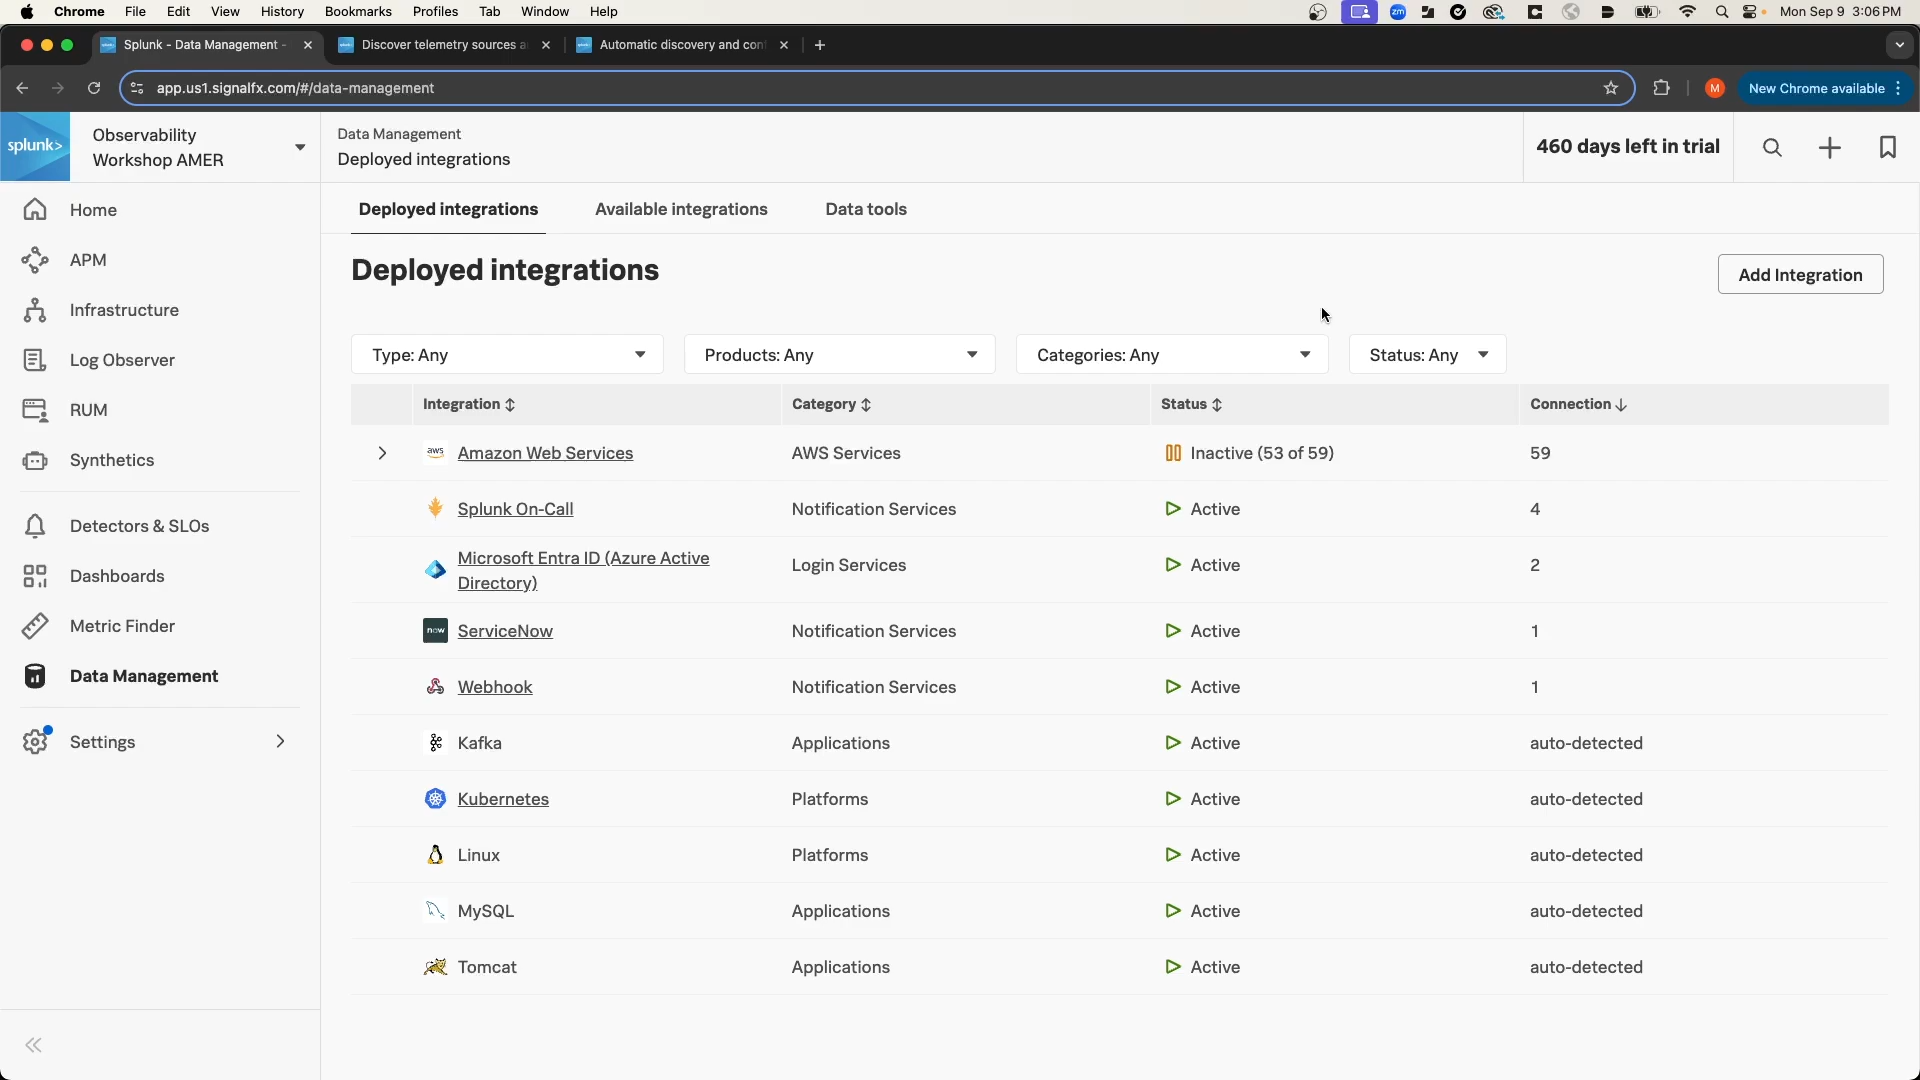 Chrome File Edit View History Bookmarks Profiles Tab Window Help
zm
Mon Sep 9 3:06 PM
Splunk - Data Management -
Discover telemetry sources a
Automatic discovery and con
app.us1.signalfx.com/#/data-management
M
New Chrome available
splunk>
Observability
Workshop AMER
Data Management
Deployed integrations
460 days left in trial
Home
APM
Infrastructure
Log Observer
RUM
Synthetics
Detectors & SLOs
Dashboards
Metric Finder
Data Management
Settings
Deployed integrations Available integrations Data tools
Deployed integrations
Add Integration
Type: Any Products: Any Categories: Any Status: Any
Integration Category Status Connection
aws Amazon Web Services AWS Services Inactive (53 of 59) 59
Splunk On-Call Notification Services Active 4
Microsoft Entra ID (Azure Active
Directory) Login Services Active 2
now ServiceNow Notification Services Active 1
Webhook Notification Services Active 1
Kafka Applications Active auto-detected
Kubernetes Platforms Active auto-detected
Linux Platforms Active auto-detected
MySQL Applications Active auto-detected
Tomcat Applications Active auto-detected